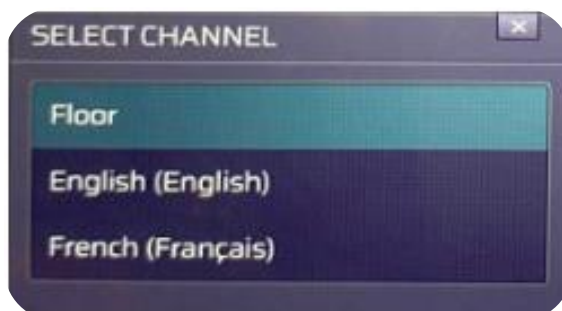 SELECT CHANNEL
Floor
English (English)
French (Français)